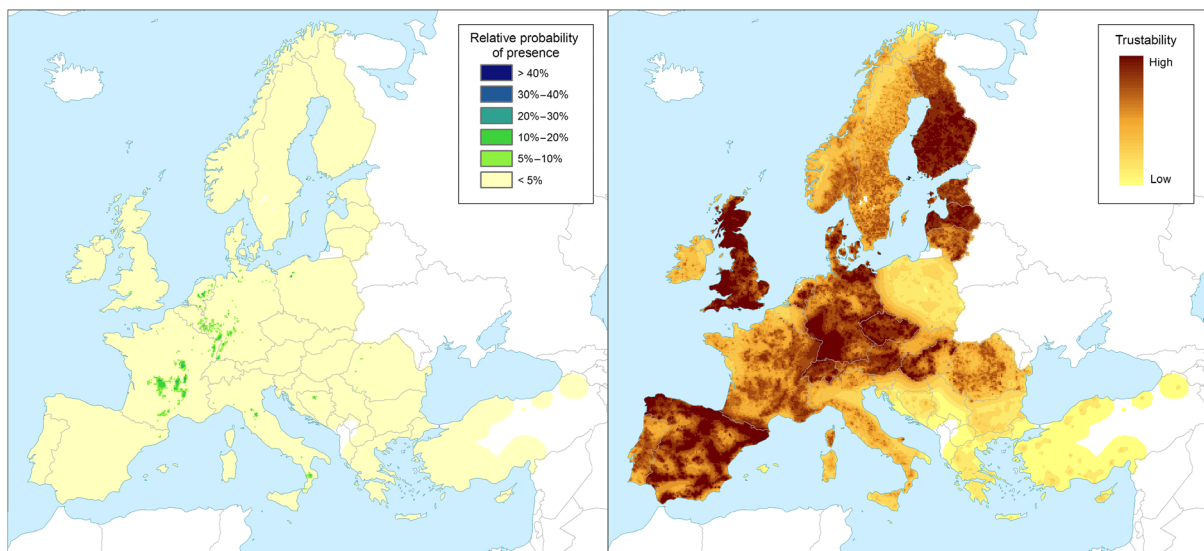 Relative probability
of presence
> 40%
30%–40%
20%–30%
10%–20%
5%–10%
< 5%
Trustability
High
Low